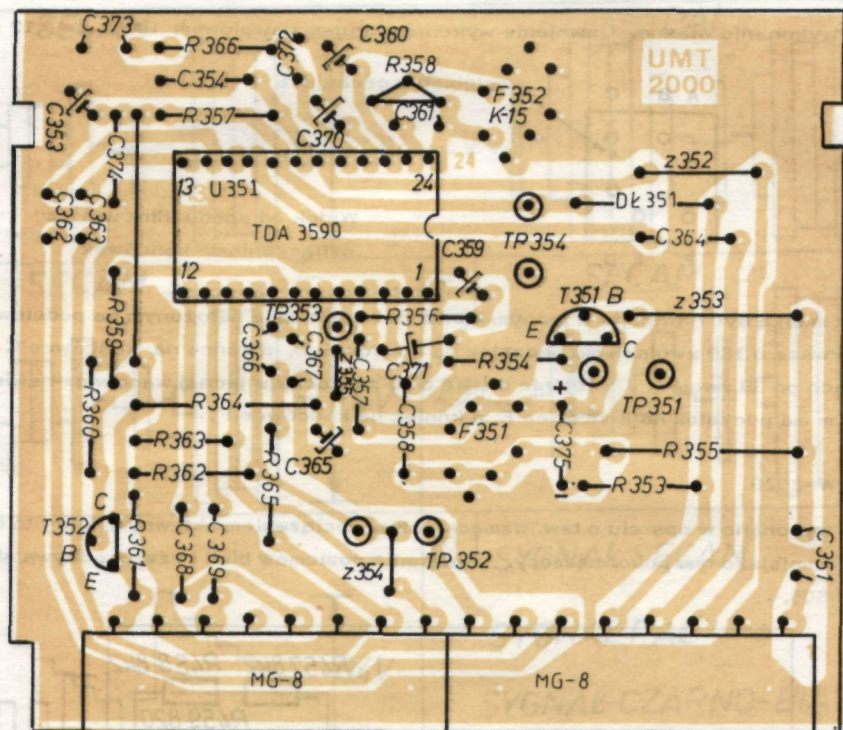 C373
R366
C372
C360
UMT
2000
C354
R358
F352
K-15
C353
R357
C370
C361
C374
13
U351
24
24
z352
TDA 3590
DŁ351
C362
C363
C359
TP354
C364
12
1
R359
TP353
R356
T351
B
z353
E
C
C366
C367
z355
C357
C371
R354
TP351
R360
R364
C358
+
F351
C375
R363
C365
R355
R362
R365
R353
-
C
T352
B
E
R361
C368
C369
z354
TP352
C351
MG-8
MG-8